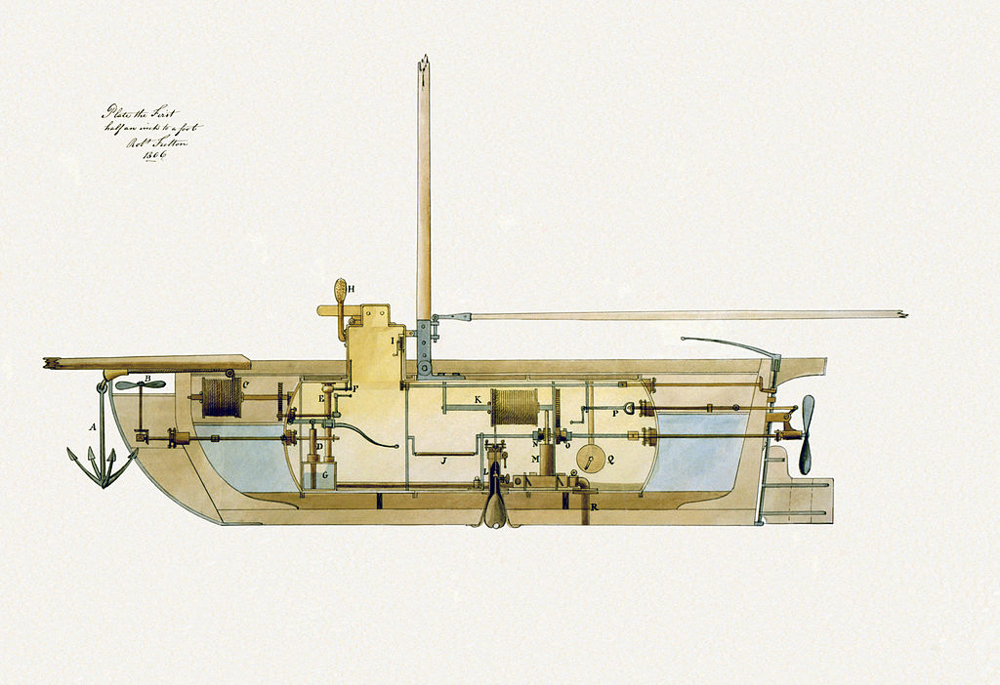 Plate the First
half an inch to a foot
Robt Fulton
1806
H
I
B
C
A
E
F
K
P
D
J
N
O
M
Q
G
L
R